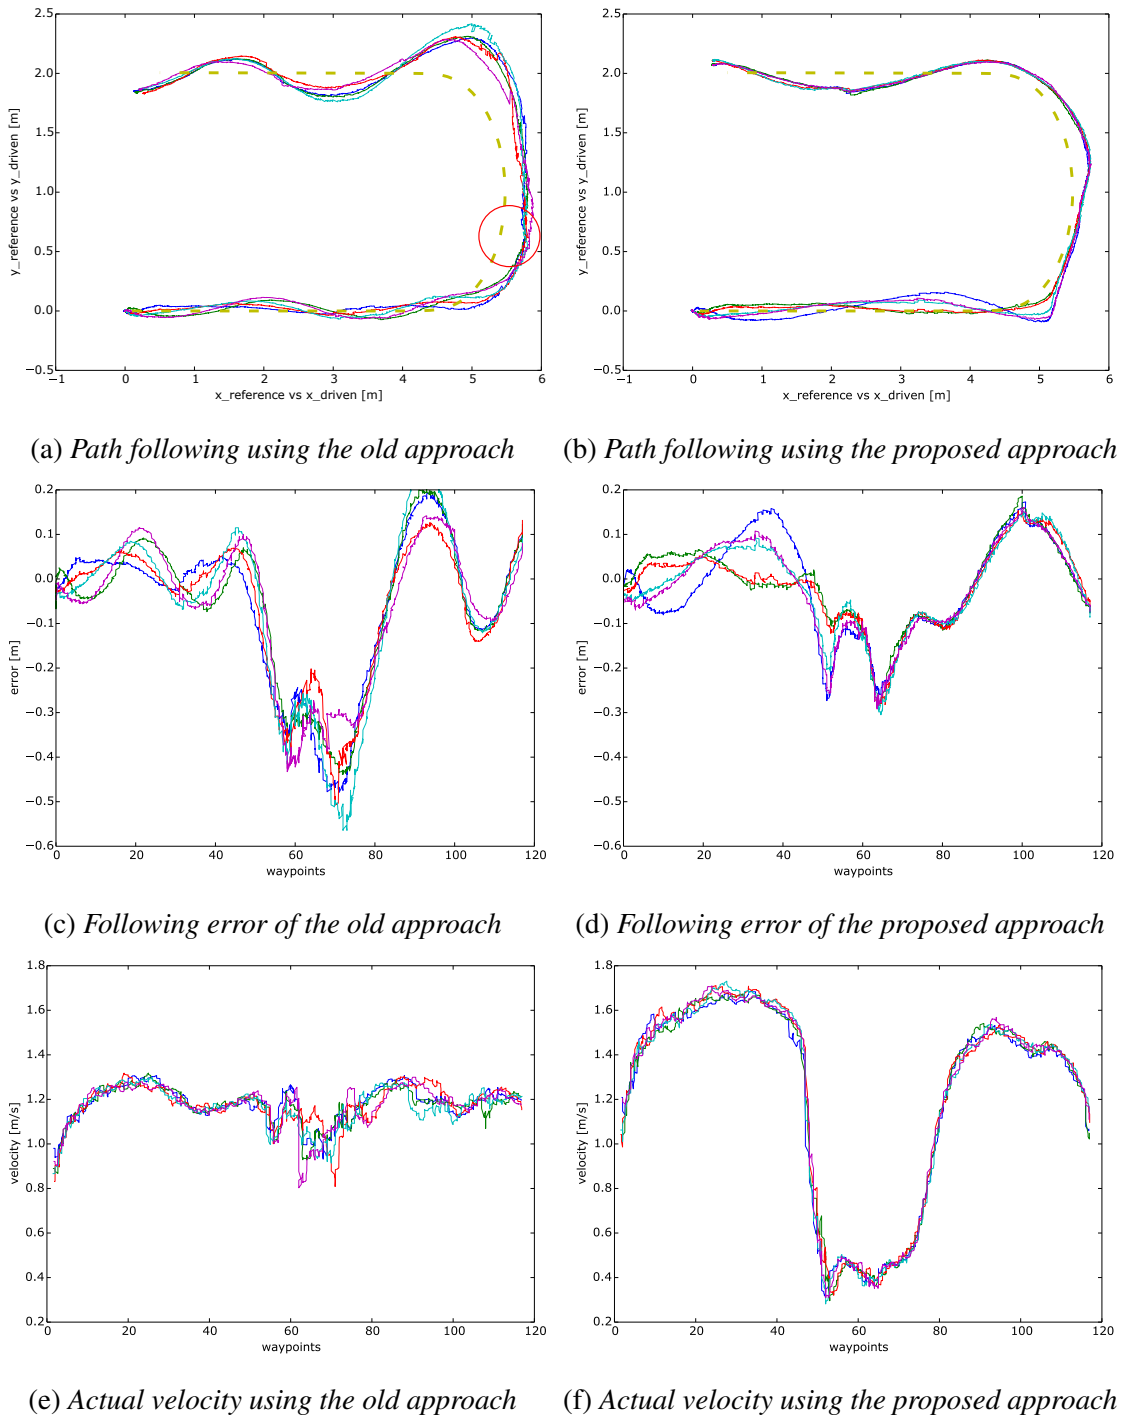 2.5
2.0
1.5
1.0
0.5
0.0
−0.5
y_reference vs y_driven [m]
−1 0 1 2 3 4 5 6
x_reference vs x_driven [m]
2.5
2.0
1.5
1.0
0.5
0.0
−0.5
y_reference vs y_driven [m]
−1 0 1 2 3 4 5 6
x_reference vs x_driven [m]
(a) Path following using the old approach
(b) Path following using the proposed approach
0.2
0.1
0.0
−0.1
−0.2
−0.3
−0.4
−0.5
−0.6
error [m]
0 20 40 60 80 100 120
waypoints
0.2
0.1
0.0
−0.1
−0.2
−0.3
−0.4
−0.5
−0.6
error [m]
0 20 40 60 80 100 120
waypoints
(c) Following error of the old approach
(d) Following error of the proposed approach
1.8
1.6
1.4
1.2
1.0
0.8
0.6
0.4
0.2
velocity [m/s]
0 20 40 60 80 100 120
waypoints
1.8
1.6
1.4
1.2
1.0
0.8
0.6
0.4
0.2
velocity [m/s]
0 20 40 60 80 100 120
waypoints
(e) Actual velocity using the old approach
(f) Actual velocity using the proposed approach